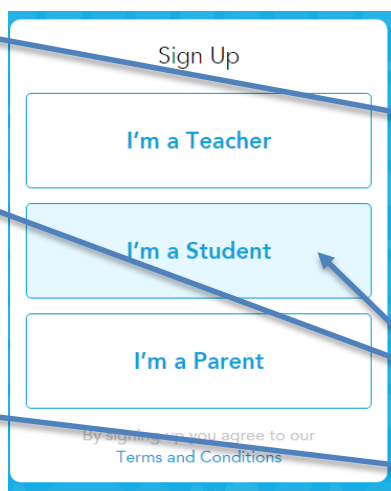 Sign Up
I'm a Teacher
I'm a Student
I'm a Parent
By signing up you agree to our
Terms and Conditions